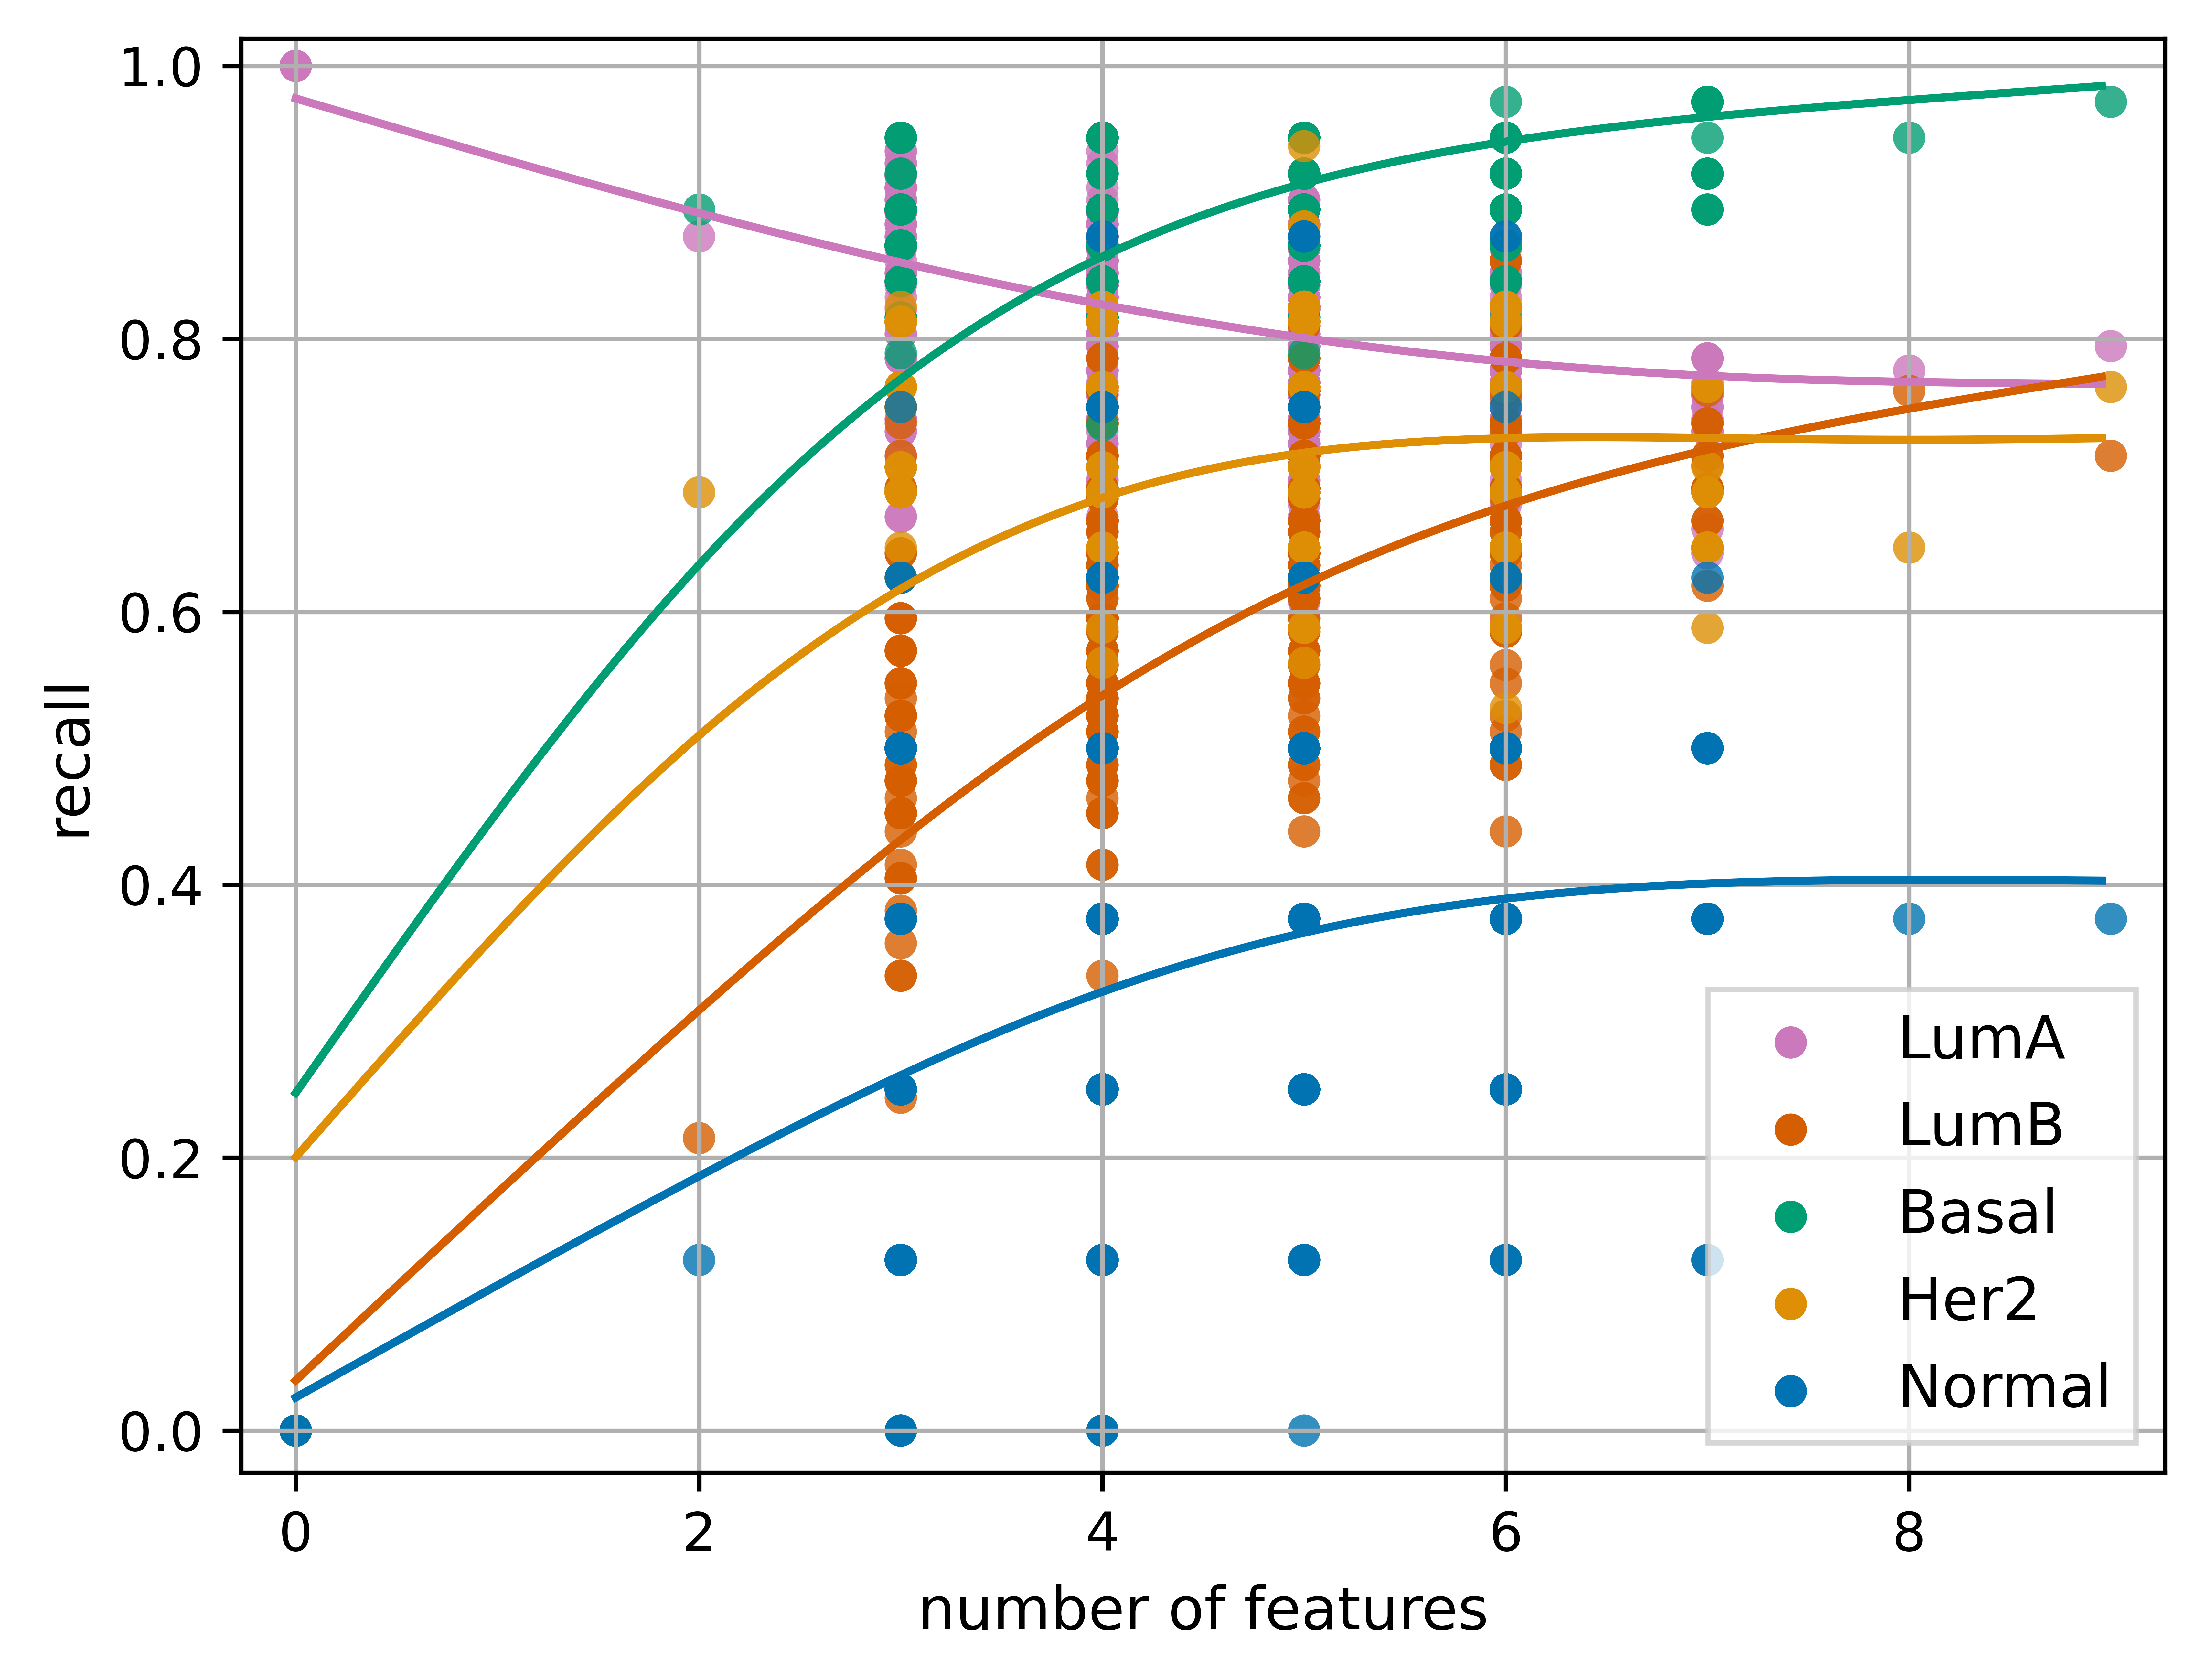 1.0
0.8
0.6
0.4
0.2
0.0
recall
0 2 4 6 8
number of features
LumA
LumB
Basal
Her2
Normal